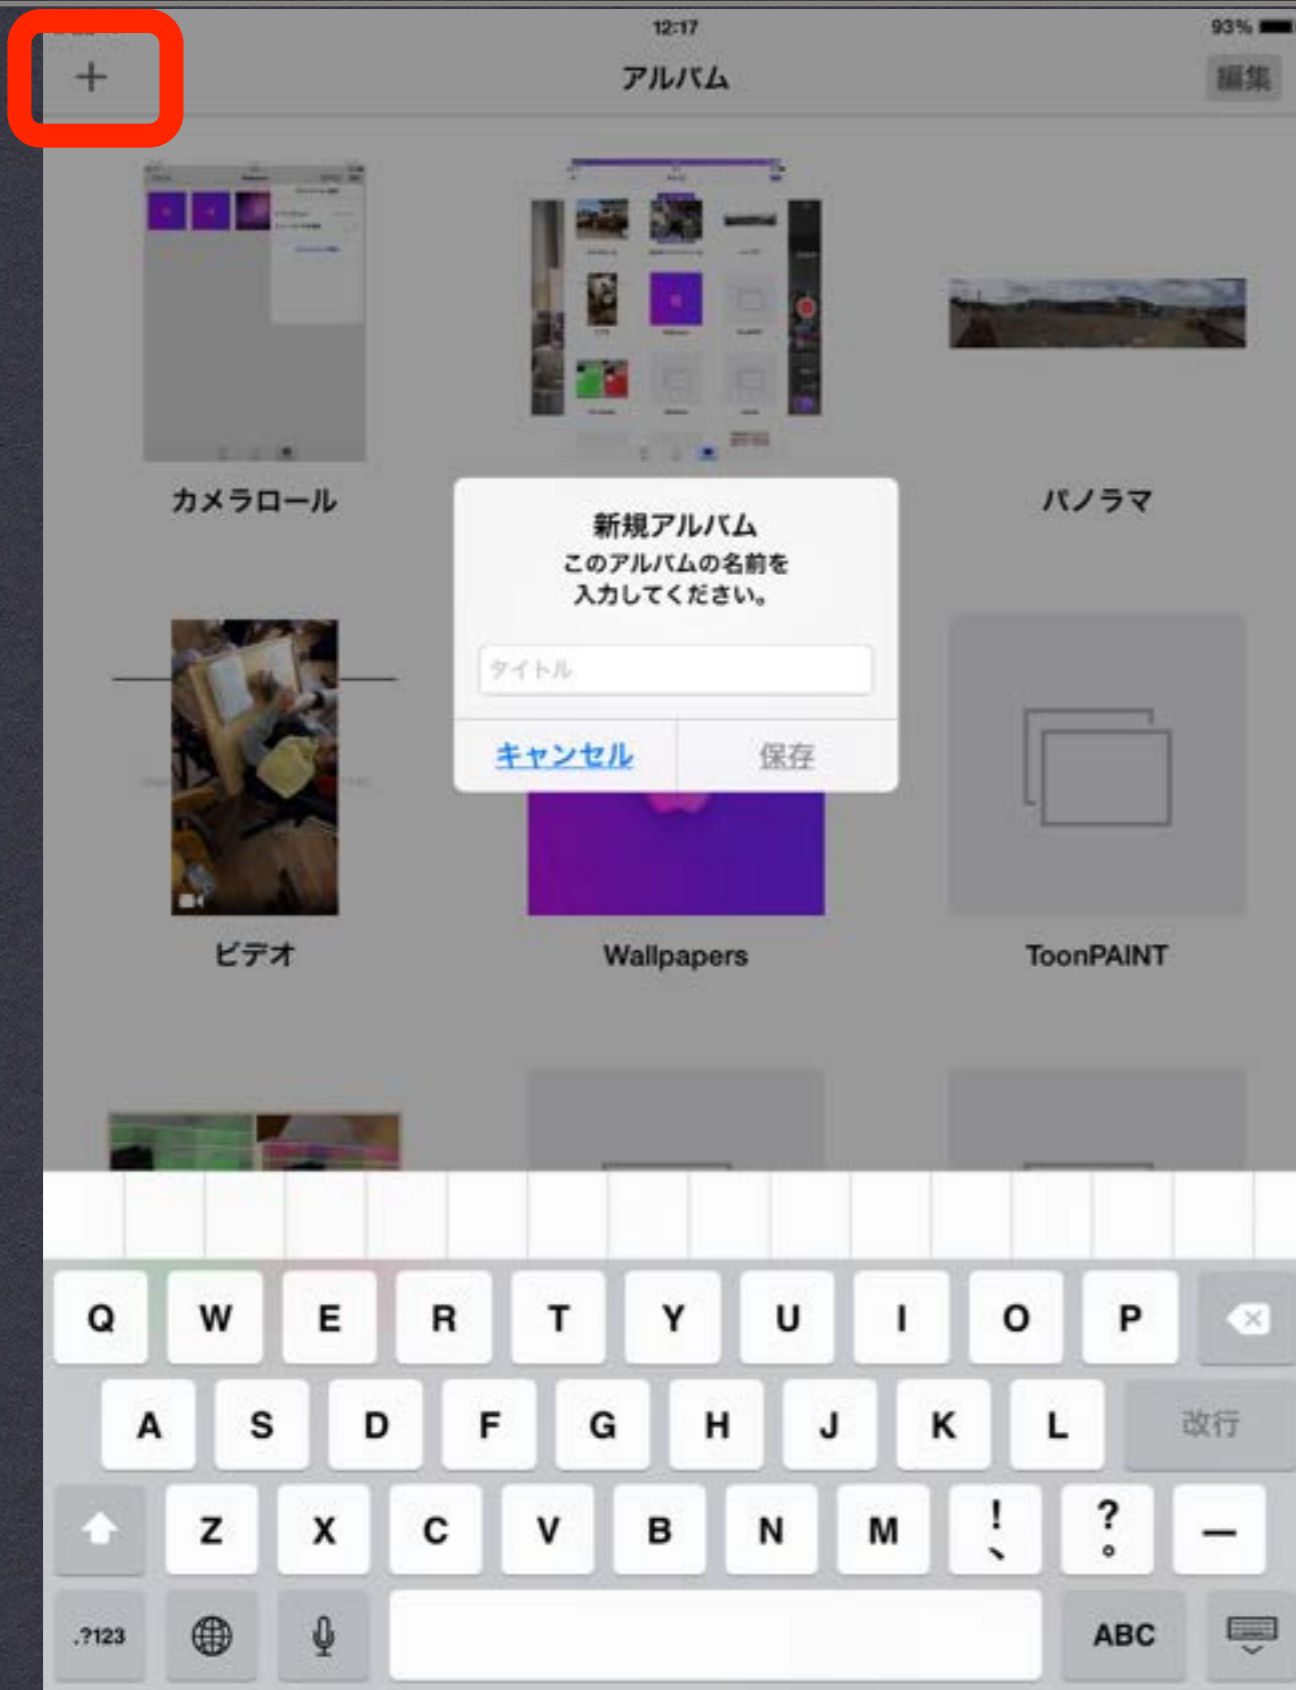 12:17
93%
アルバム
編集
カメラロール
パノラマ
新規アルバム
このアルバムの名前を
入力してください。
タイトル
キャンセル
保存
ビデオ
Wallpapers
ToonPAINT
Q W E R T Y U I O P
A S D F G H J K L 改行
Z X C V B N M ! 、 ? 。 ー
.?123
ABC